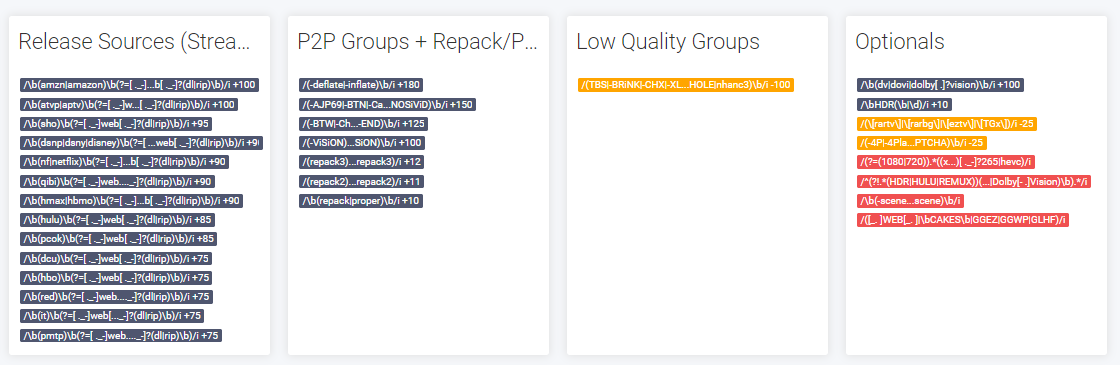 Release Sources (Strea...
/\b(amzn|amazon)\b(?=[ ._-]...b[ ._-]?(dl|rip)\b)/i +100
/\b(atvp|aptv)\b(?=[ ._-]w...[ ._-]?(dl|rip)\b)/i +100
/\b(sho)\b(?=[ ._-]web[ ._-]?(dl|rip)\b)/i +95
/\b(dsnp|dsny|disney)\b(?=[ ...web[ ._-]?(dl|rip)\b)/i +90
/\b(nf|netflix)\b(?=[ ._-]...b[ ._-]?(dl|rip)\b)/i +90
/\b(qibi)\b(?=[ ._-]web...._-]?(dl|rip)\b)/i +90
/\b(hmax|hbmo)\b(?=[ ._-]...b[ ._-]?(dl|rip)\b)/i +90
/\b(hulu)\b(?=[ ._-]web[ ._-]?(dl|rip)\b)/i +85
/\b(pcok)\b(?=[ ._-]web[ ._-]?(dl|rip)\b)/i +85
/\b(dcu)\b(?=[ ._-]web[ ._-]?(dl|rip)\b)/i +75
/\b(hbo)\b(?=[ ._-]web[ ._-]?(dl|rip)\b)/i +75
/\b(red)\b(?=[ ._-]web...._-]?(dl|rip)\b)/i +75
/\b(it)\b(?=[ ._-]web[..._-]?(dl|rip)\b)/i +75
/\b(pmtp)\b(?=[ ._-]web...._-]?(dl|rip)\b)/i +75
P2P Groups + Repack/P...
/(-deflate|-inflate)\b/i +180
/(-AJP69|-BTN|-Ca...NOSiViD)\b/i +150
/(-BTW|-Ch...-END)\b/i +125
/(-ViSiON)...SiON)\b/i +100
/(repack3)...repack3)/i +12
/(repack2)...repack2)/i +11
/\b(repack|proper)\b/i +10
Low Quality Groups
/(TBS|-BRiNK|-CHX|-XL...HOLE|nhanc3)\b/i -100
Optionals
/\b(dv|dovi|dolby[ .]?vision)\b/i +100
/\bHDR(\b|\d)/i +10
/(\[rartv\]|\[rarbg\]|\[eztv\]|\[TGx\])/i -25
/(-4P|-4Pla...PTCHA)\b/i -25
/(?=(1080|720)).*((x...)[ ._-]?265|hevc)/i
/^(?!.*(HDR|HULU|REMUX))(...|Dolby[- .]Vision)\b).*/i
/\b(-scene...scene)\b/i
/([_. ]WEB[_. ]|\bCAKES\b|GGEZ|GGWP|GLHF)/i